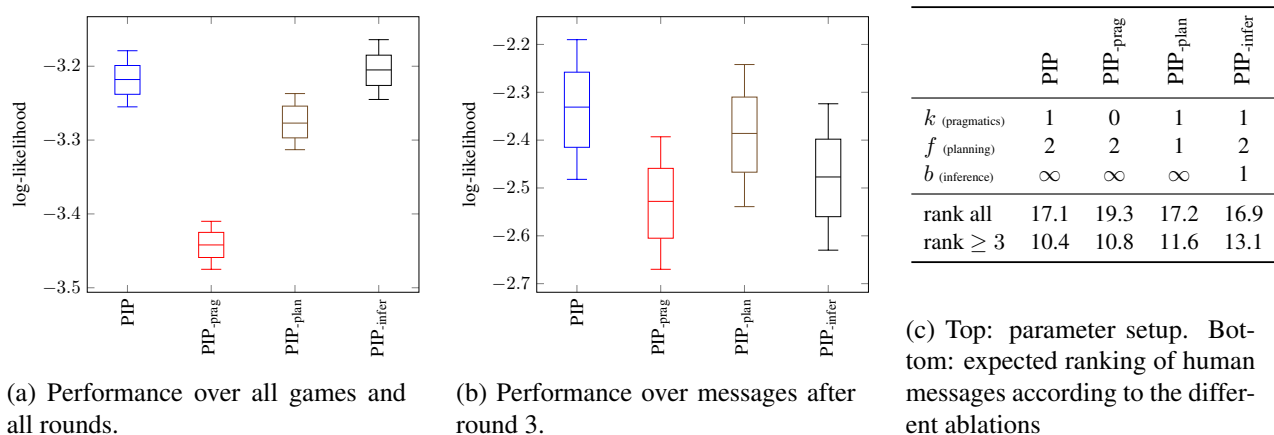 −3.2
−3.3
−3.4
−3.5
log-likelihood
PIP
PIP-prag
PIP-plan
PIP-infer
(a) Performance over all games and
all rounds.
−2.2
−2.3
−2.4
−2.5
−2.6
−2.7
log-likelihood
PIP
PIP-prag
PIP-plan
PIP-infer
(b) Performance over messages after
round 3.
PIP PIP-prag PIP-plan PIP-infer
k (pragmatics) 1 0 1 1
f (planning) 2 2 1 2
b (inference) ∞ ∞ ∞ 1
rank all 17.1 19.3 17.2 16.9
rank ≥ 3 10.4 10.8 11.6 13.1
(c) Top: parameter setup. Bot-
tom: expected ranking of human
messages according to the differ-
ent ablations